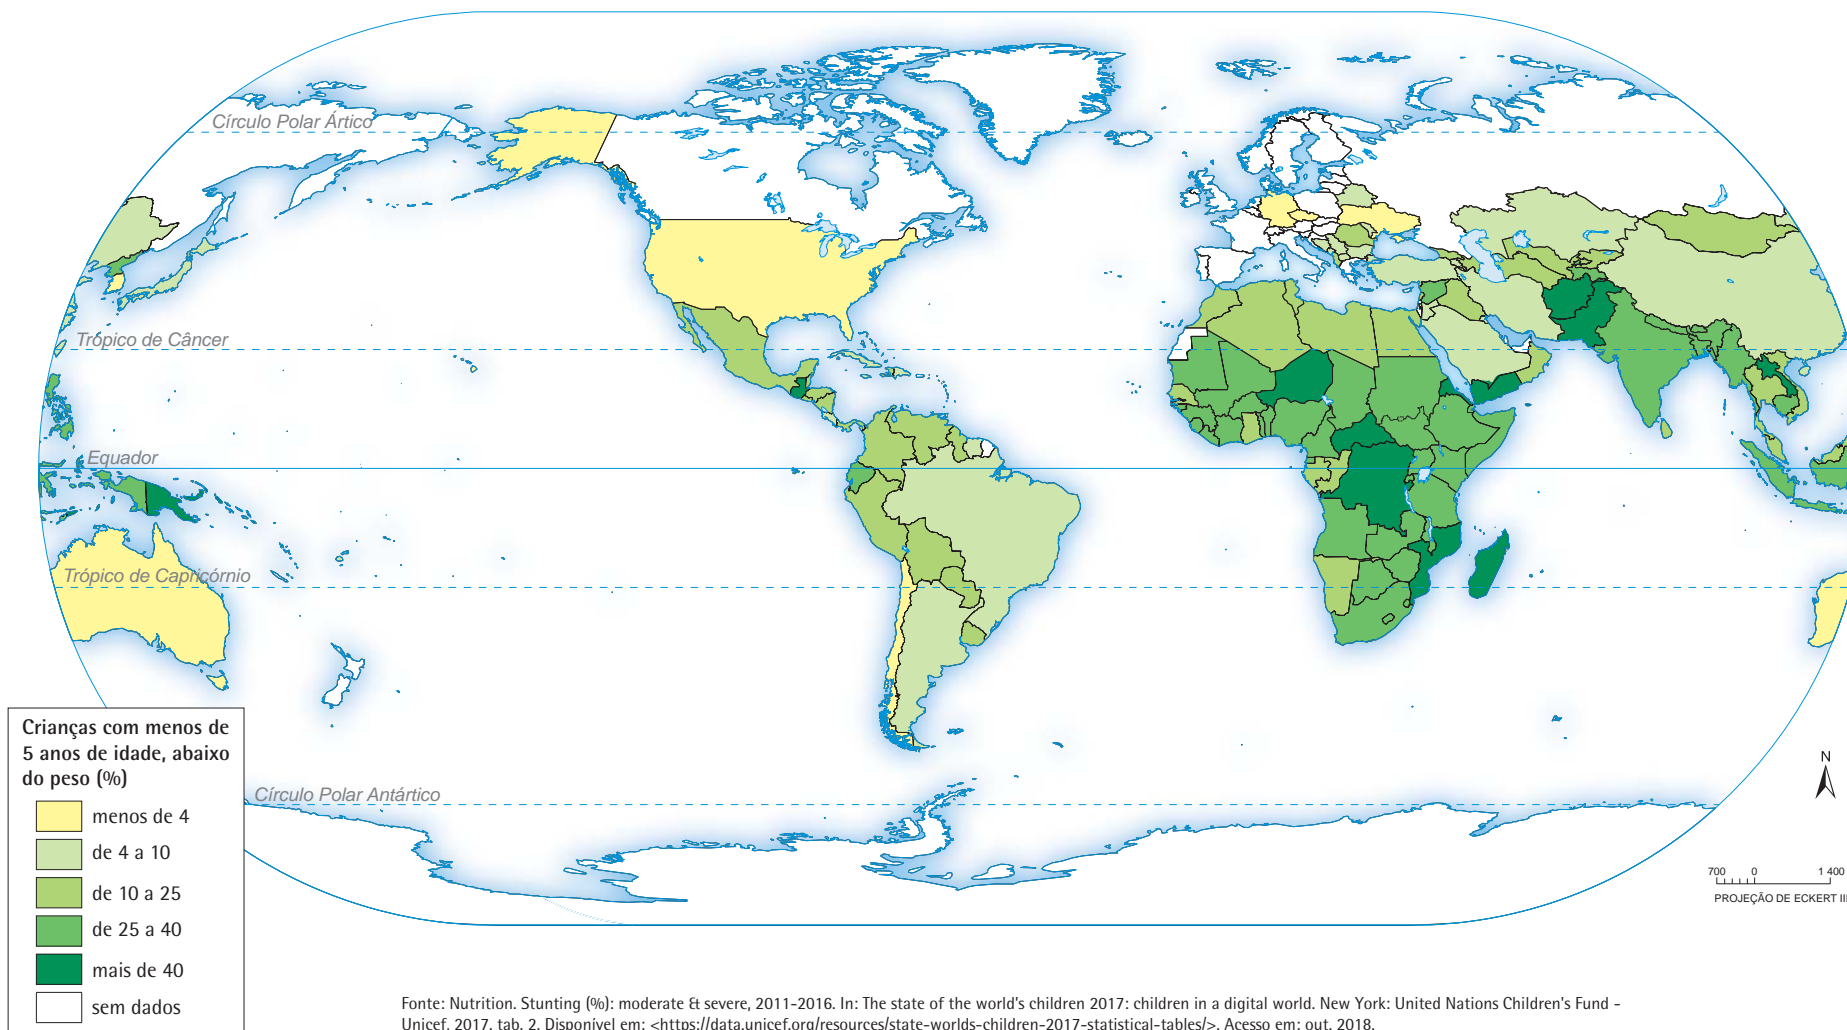 Círculo Polar Ártico
Trópico de Câncer
Equador
Trópico de Capricórnio
Círculo Polar Antártico
Crianças com menos de
5 anos de idade, abaixo
do peso (%)
menos de 4
de 4 a 10
de 10 a 25
de 25 a 40
mais de 40
sem dados
N
700 0 1 400
PROJEÇÃO DE ECKERT III
Fonte: Nutrition. Stunting (%): moderate & severe, 2011-2016. In: The state of the world's children 2017: children in a digital world. New York: United Nations Children's Fund -
Unicef, 2017. tab. 2. Disponível em: <https://data.unicef.org/resources/state-worlds-children-2017-statistical-tables/>. Acesso em: out. 2018.